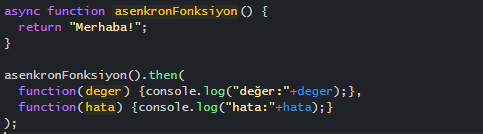 async function asenkronFonksiyon() {
  return "Merhaba!";
}

asenkronFonksiyon().then(
  function(deger) {console.log("değer:"+deger);},
  function(hata) {console.log("hata:"+hata);}
);